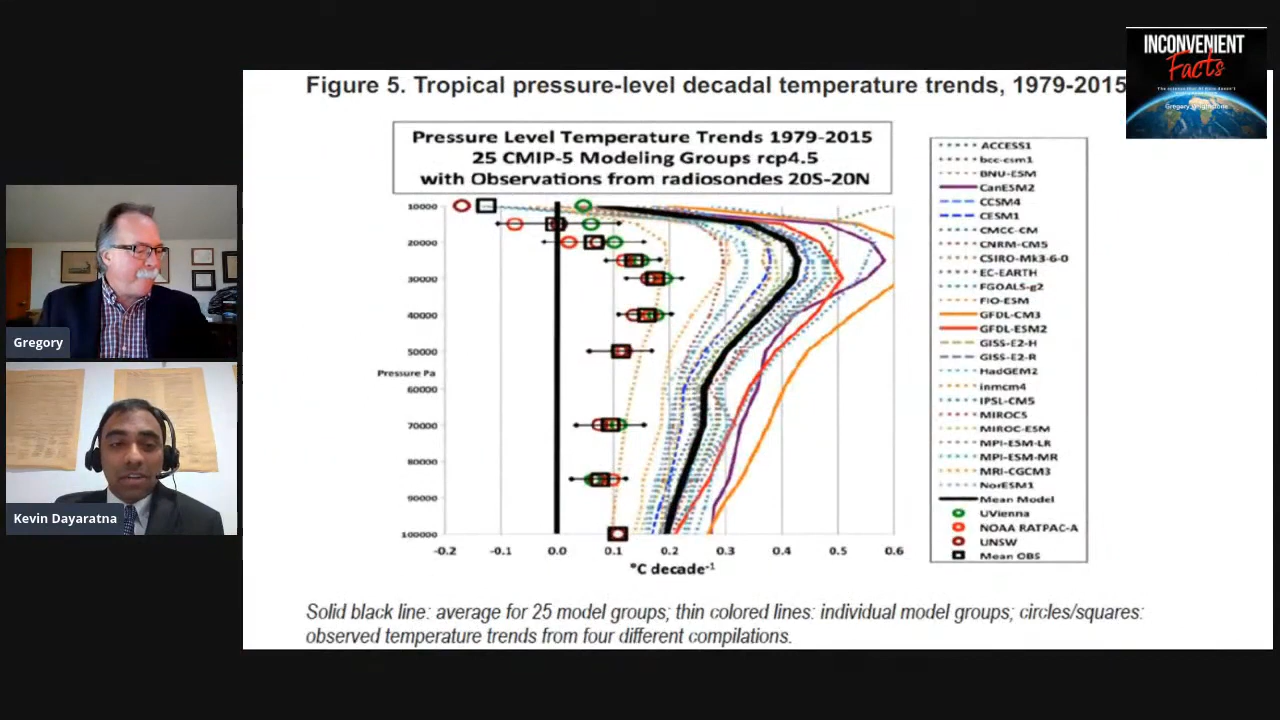 INCONVENIENT
Facts
Figure 5. Tropical pressure-level decadal temperature trends, 1979-2015
Pressure Level Temperature Trends 1979-2015
25 CMIP-5 Modeling Groups rcp4.5
with Observations from radiosondes 20S-20N
10000
20000
30000
40000
50000
Pressure Pa
60000
70000
80000
90000
100000
-0.2 -0.1 0.0 0.1 0.2 0.3 0.4 0.5 0.6
°C decade-1
ACCESS1
bcc-csm1
BNU-ESM
CanESM2
CCSM4
CESM1
CMCC-CM
CNRM-CM5
CSIRO-Mk3-6-0
EC-EARTH
FGOALS-g2
FIO-ESM
GFDL-CM3
GFDL-ESM2
GISS-E2-H
GISS-E2-R
HadGEM2
inmcm4
IPSL-CM5
MIROC5
MIROC-ESM
MPI-ESM-LR
MPI-ESM-MR
MRI-CGCM3
NorESM1
Mean Model
UVienna
NOAA RATPAC-A
UNSW
Mean OBS
Solid black line: average for 25 model groups; thin colored lines: individual model groups; circles/squares:
observed temperature trends from four different compilations.
Gregory
Kevin Dayaratna